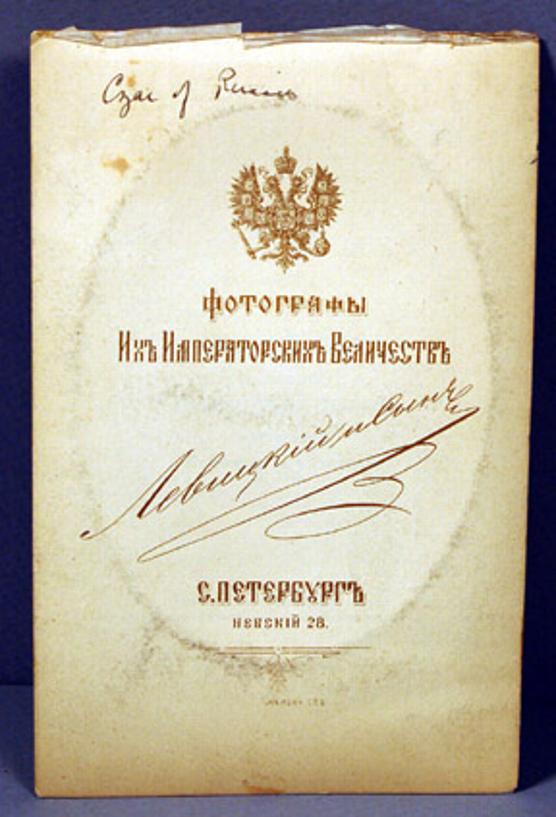 Czar of Russia
Фотографы
Ихъ Императорскихъ Величествъ
Левицкій и Сынъ
С. ПЕТЕРБУРГЪ
НЕВСКІЙ 28.